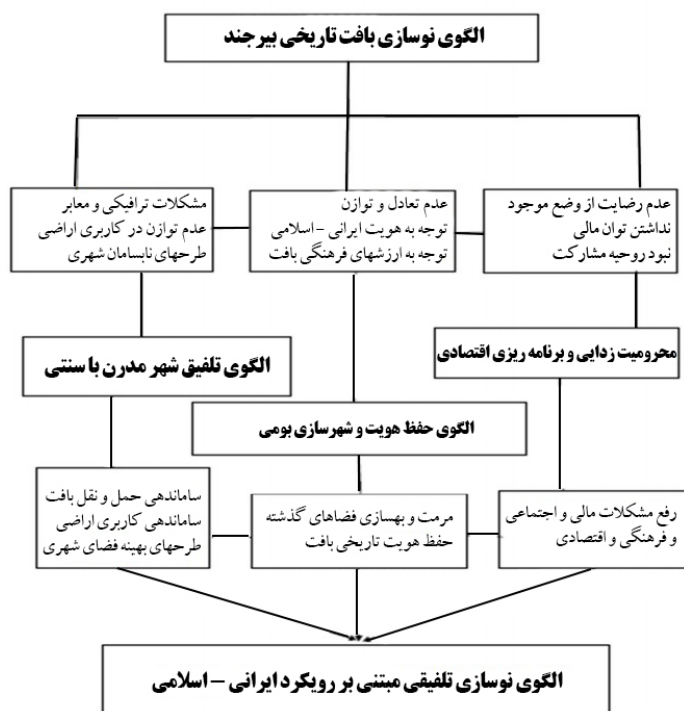 الگوی نوسازی بافت تاریخی بیرجند
عدم رضایت از وضع موجود
نداشتن توان مالی
نبود روحیه مشارکت
عدم تعادل و توازن
توجه به هویت ایرانی – اسلامی
توجه به ارزشهای فرهنگی بافت
مشکلات ترافیکی و معابر
عدم توازن در کاربری اراضی
طرحهای نابسامان شهری
محرومیت زدایی و برنامه ریزی اقتصادی
الگوی تلفیق شهر مدرن با سنتی
الگوی حفظ هویت و شهرسازی بومی
رفع مشکلات مالی و اجتماعی
و فرهنگی و اقتصادی
مرمت و بهسازی فضاهای گذشته
حفظ هویت تاریخی بافت
ساماندهی حمل و نقل بافت
ساماندهی کاربری اراضی
طرحهای بهینه فضای شهری
الگوی نوسازی تلفیقی مبتنی بر رویکرد ایرانی – اسلامی